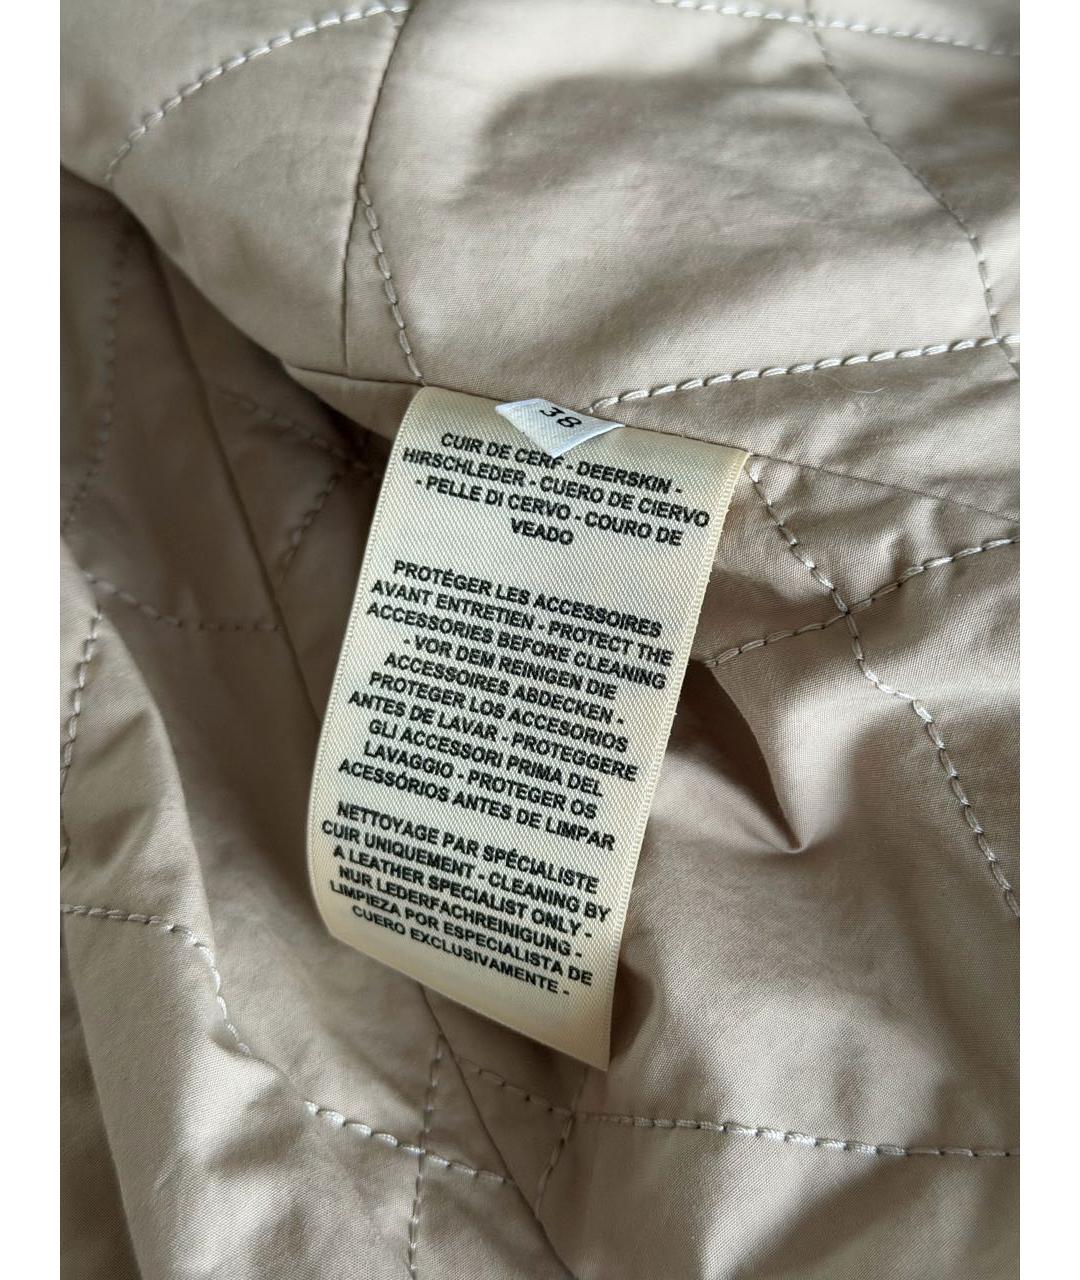 38
CUIR DE CERF - DEERSKIN -
HIRSCHLEDER - CUERO DE CIERVO
- PELLE DI CERVO - COURO DE
VEADO
PROTÉGER LES ACCESSOIRES
AVANT ENTRETIEN - PROTECT THE
ACCESSORIES BEFORE CLEANING
- VOR DEM REINIGEN DIE
ACCESSOIRES ABDECKEN -
PROTEGER LOS ACCESORIOS
ANTES DE LAVAR - PROTEGGERE
GLI ACCESSORI PRIMA DEL
LAVAGGIO - PROTEGER OS
ACESSÓRIOS ANTES DE LIMPAR
NETTOYAGE PAR SPÉCIALISTE
CUIR UNIQUEMENT - CLEANING BY
A LEATHER SPECIALIST ONLY -
NUR LEDERFACHREINIGUNG -
LIMPIEZA POR ESPECIALISTA DE
CUERO EXCLUSIVAMENTE -